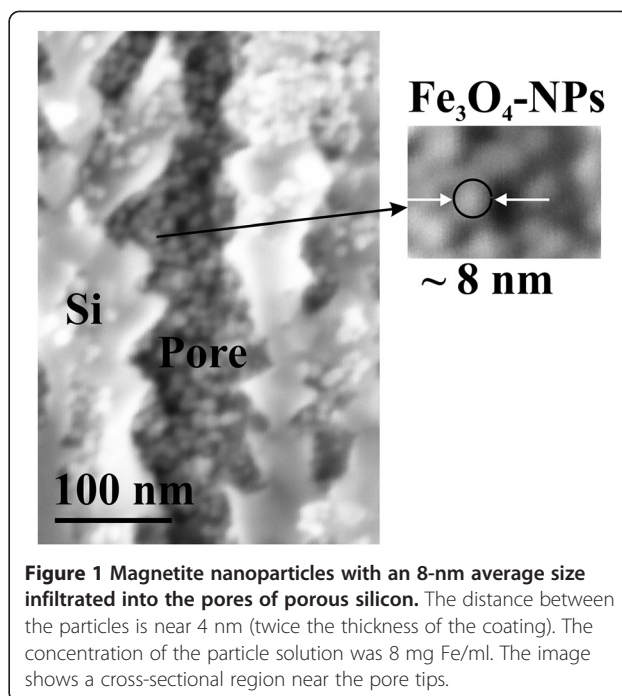 Fe₃O₄-NPs
~ 8 nm
Si
Pore
100 nm
Figure 1 Magnetite nanoparticles with an 8-nm average size
infiltrated into the pores of porous silicon. The distance between
the particles is near 4 nm (twice the thickness of the coating). The
concentration of the particle solution was 8 mg Fe/ml. The image
shows a cross-sectional region near the pore tips.